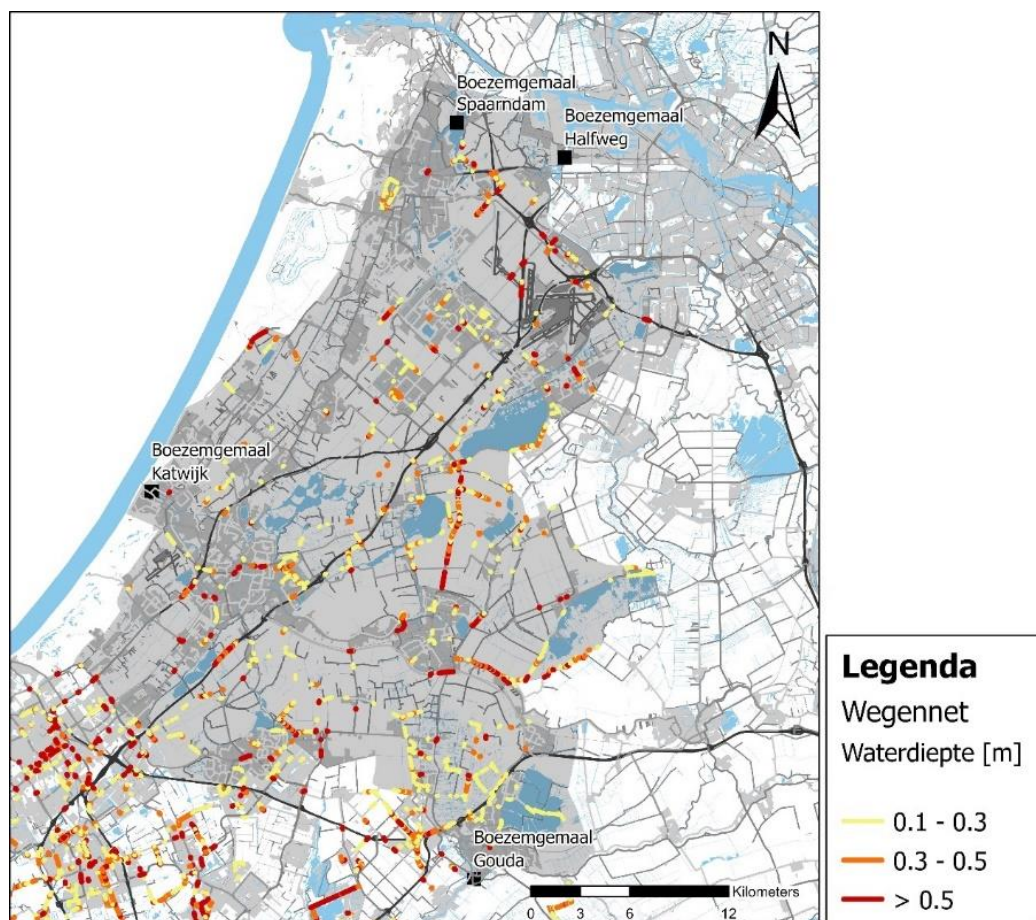 N
Boezemgemaal
Spaarndam
Boezemgemaal
Halfweg
Boezemgemaal
Katwijk
Boezemgemaal
Gouda
Kilometers
0 3 6 12
Legenda
Wegennet
Waterdiepte [m]
0.1 - 0.3
0.3 - 0.5
> 0.5